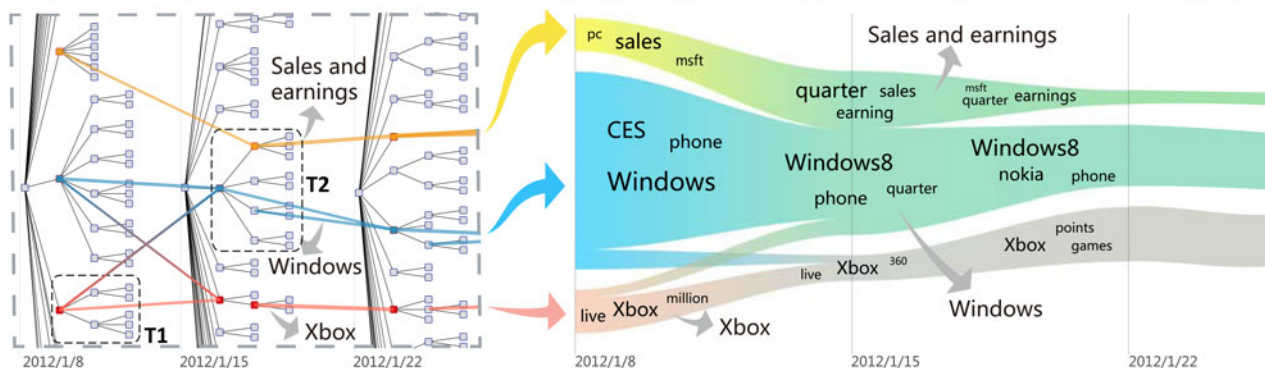 Sales and
earnings
T2
Windows
T1
Xbox
2012/1/8
2012/1/15
2012/1/22
pc sales
msft
Sales and earnings
quarter sales
earning
msft
quarter earnings
CES phone
Windows
Windows8
phone quarter
Windows8
nokia phone
live Xbox million
Xbox
live Xbox 360
Xbox points
games
Windows
2012/1/8
2012/1/15
2012/1/22